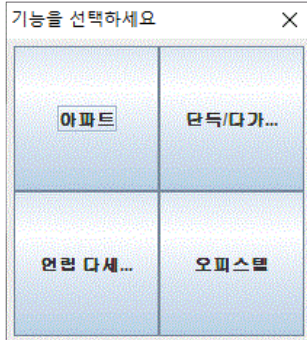 기능을 선택하세요
아파트
단독/다가...
연립 다세...
오피스텔